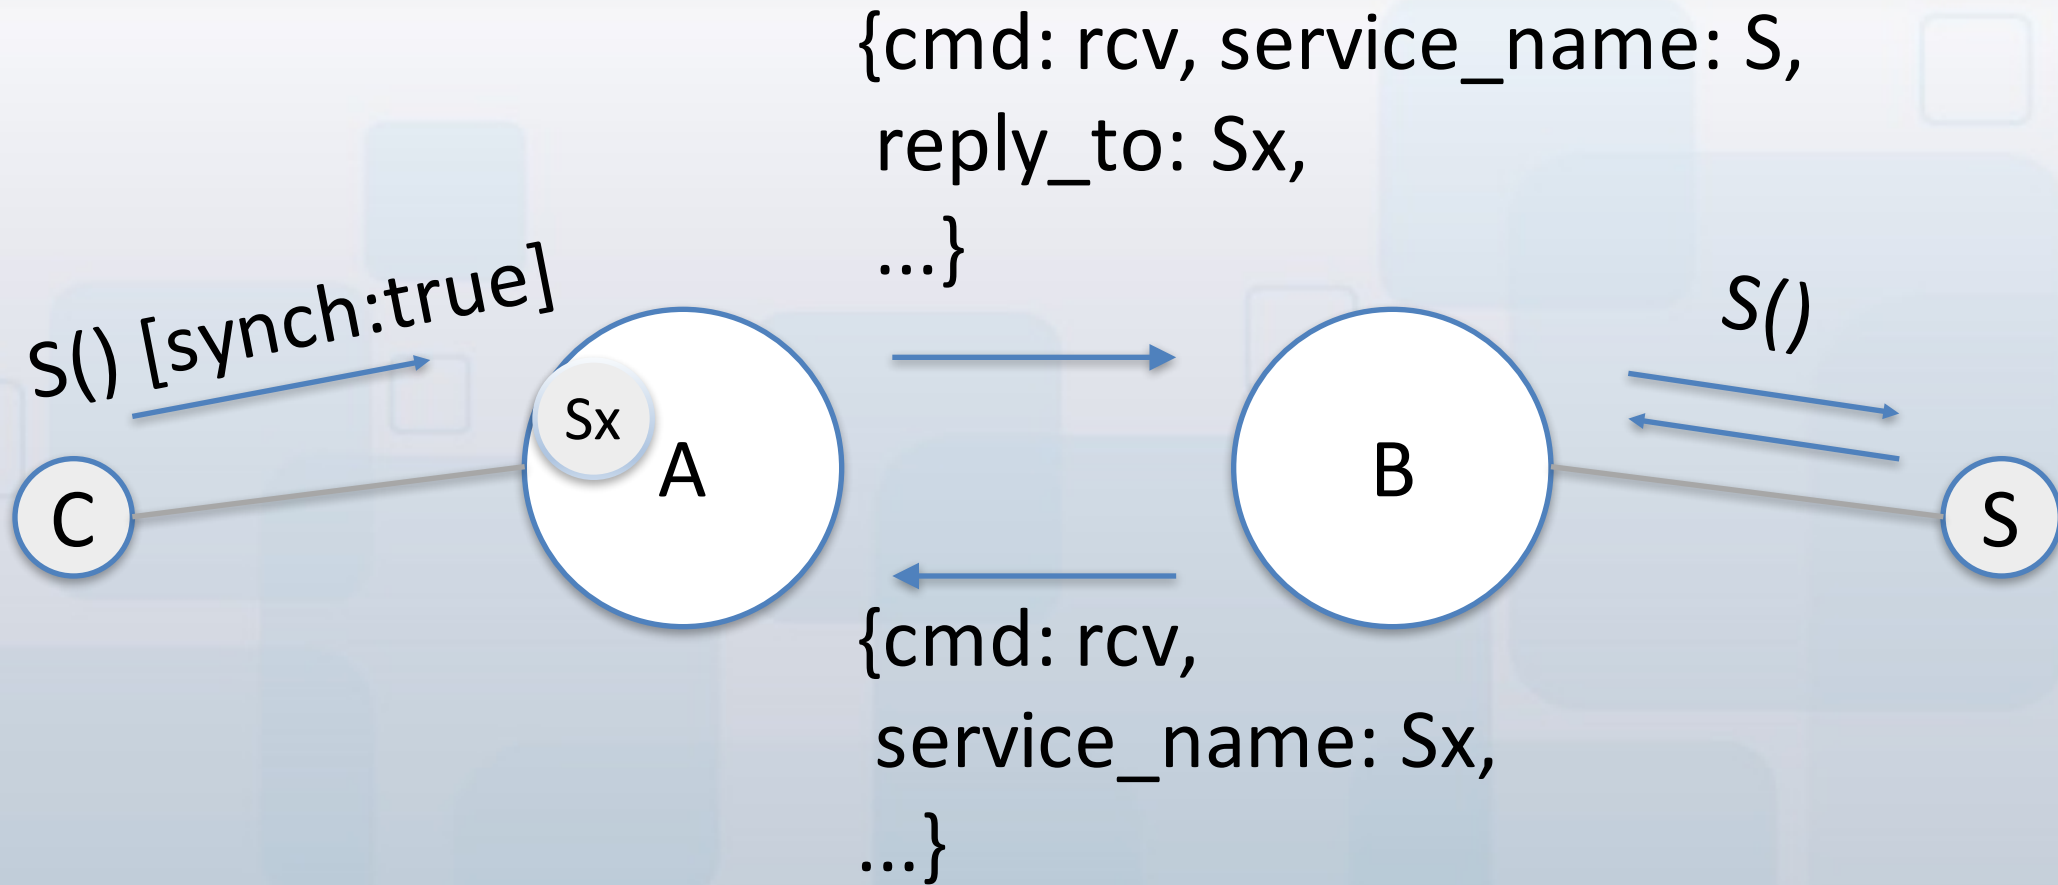 {cmd: rcv, service_name: S,
reply_to: Sx,
...}
S() [synch:true]
S()
Sx
A
B
C
S
{cmd: rcv,
service_name: Sx,
...}